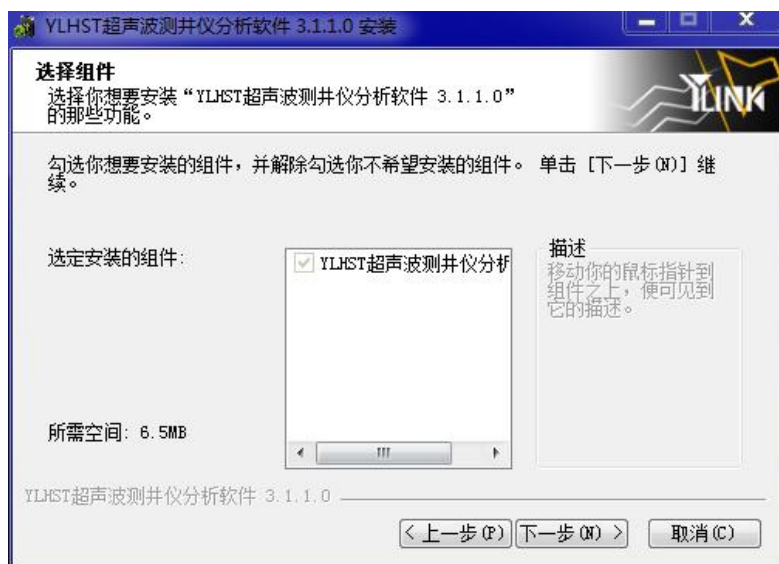 YLHST超声波测井仪分析软件 3.1.1.0 安装
选择组件
选择你想要安装“YLHST超声波测井仪分析软件 3.1.1.0”
的那些功能。
YLINK
勾选你想要安装的组件，并解除勾选你不希望安装的组件。 单击 [下一步(N)] 继
续。
选定安装的组件:
YLHST超声波测井仪分析
描述
移动你的鼠标指针到
组件之上，便可见到
它的描述。
所需空间: 6.5MB
YLHST超声波测井仪分析软件 3.1.1.0
< 上一步(P) 下一步(N) > 取消(C)